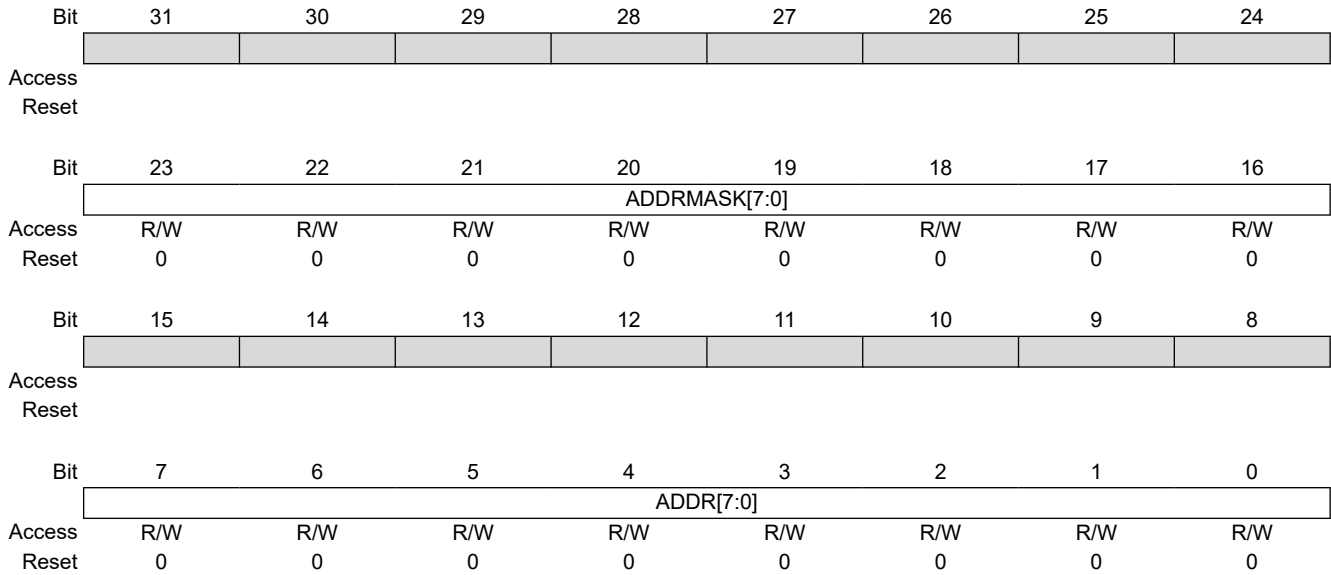 Bit 31 30 29 28 27 26 25 24
Access
Reset
Bit 23 22 21 20 19 18 17 16
ADDRMASK[7:0]
Access R/W R/W R/W R/W R/W R/W R/W R/W
Reset 0 0 0 0 0 0 0 0
Bit 15 14 13 12 11 10 9 8
Access
Reset
Bit 7 6 5 4 3 2 1 0
ADDR[7:0]
Access R/W R/W R/W R/W R/W R/W R/W R/W
Reset 0 0 0 0 0 0 0 0